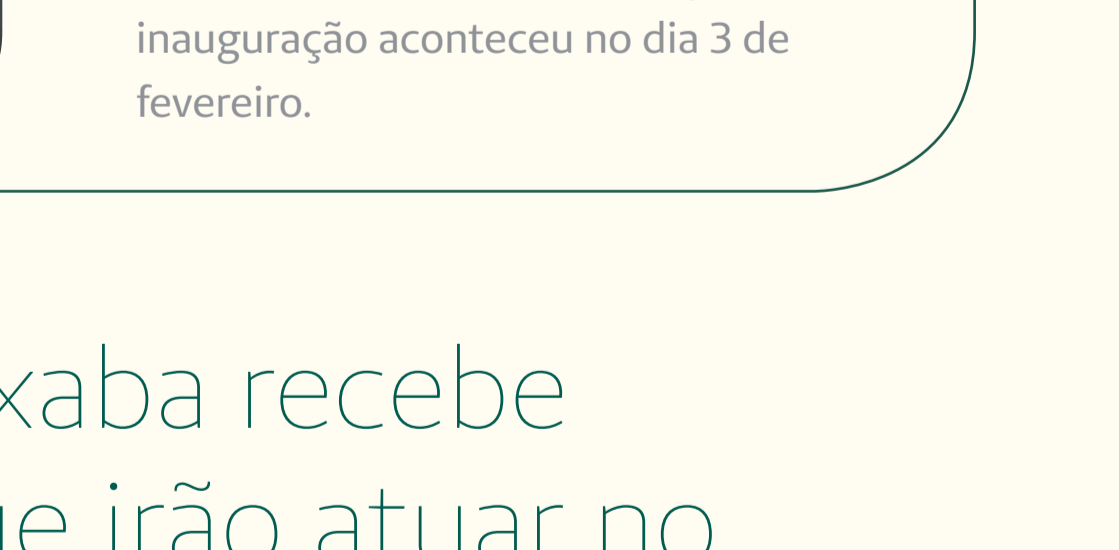 inauguração aconteceu no dia 3 de
fevereiro.
xaba recebe
irão atuar no